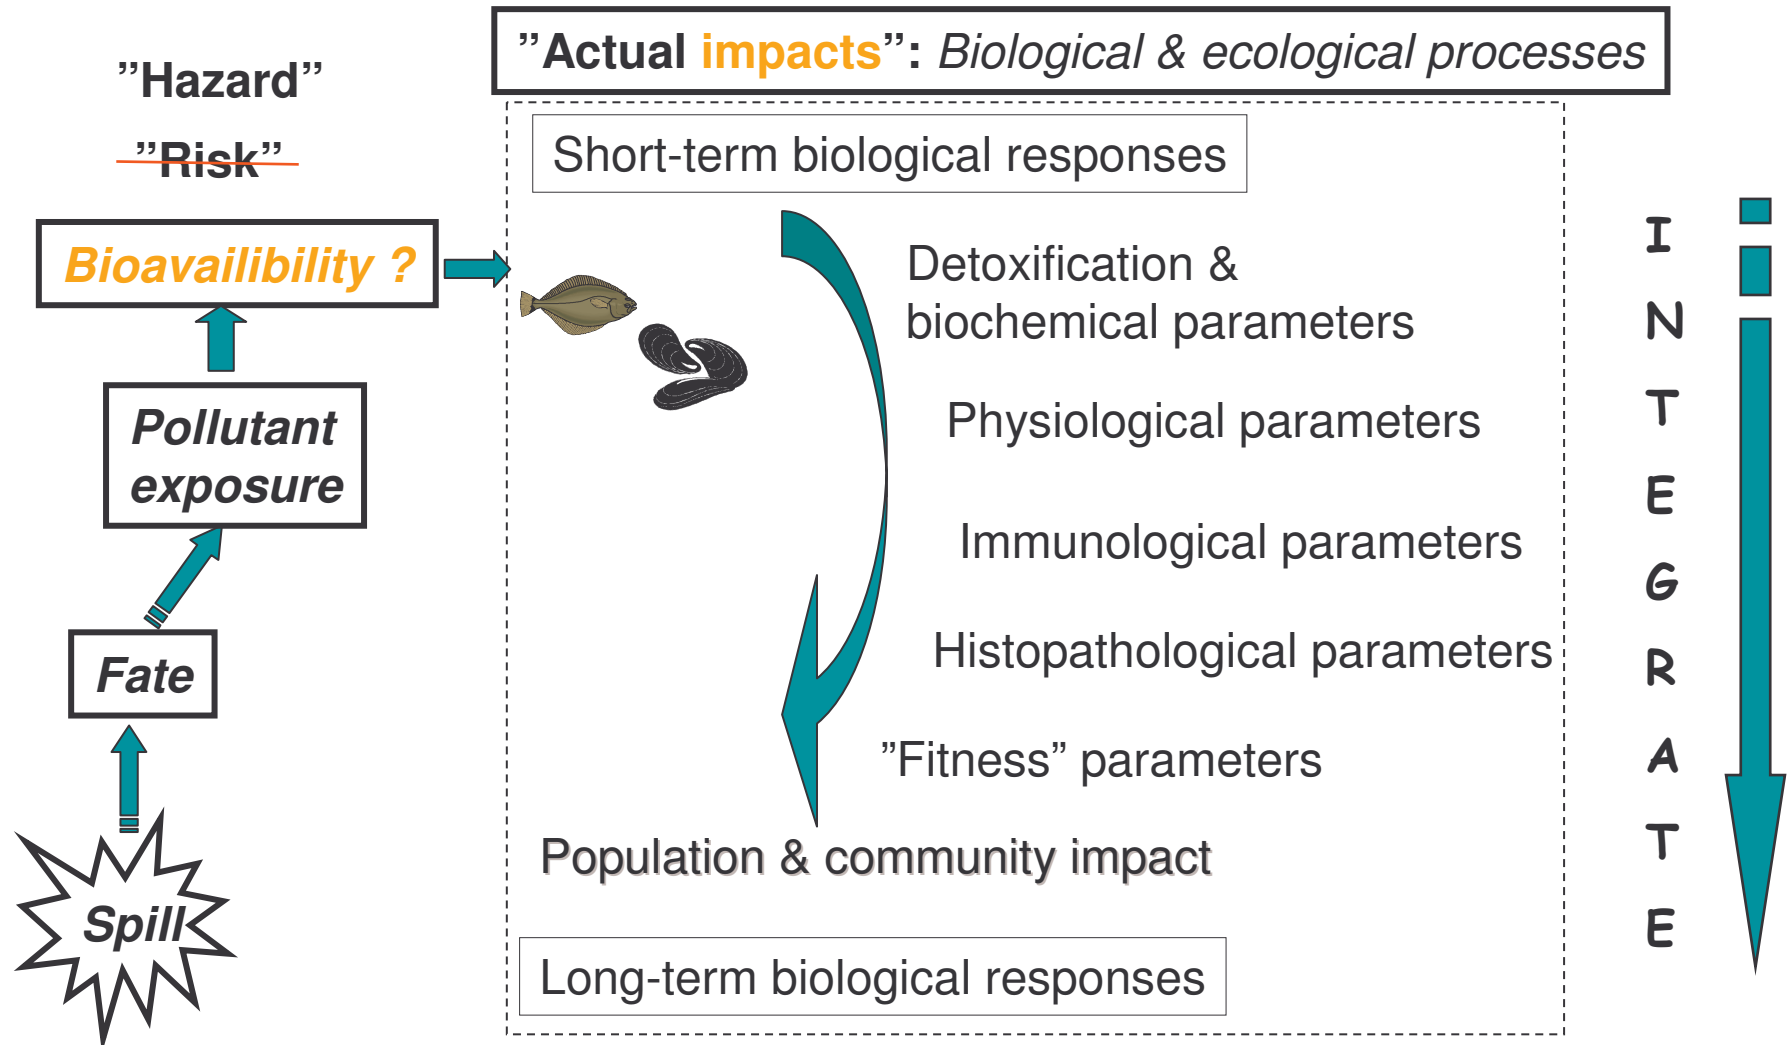 ”Hazard”
”Risk”
Bioavailibility ?
Pollutant
exposure
Fate
Spill
”Actual impacts”: Biological & ecological processes
Short-term biological responses
Detoxification &
biochemical parameters
Physiological parameters
Immunological parameters
Histopathological parameters
”Fitness” parameters
Population & community impact
Long-term biological responses
I
N
T
E
G
R
A
T
E